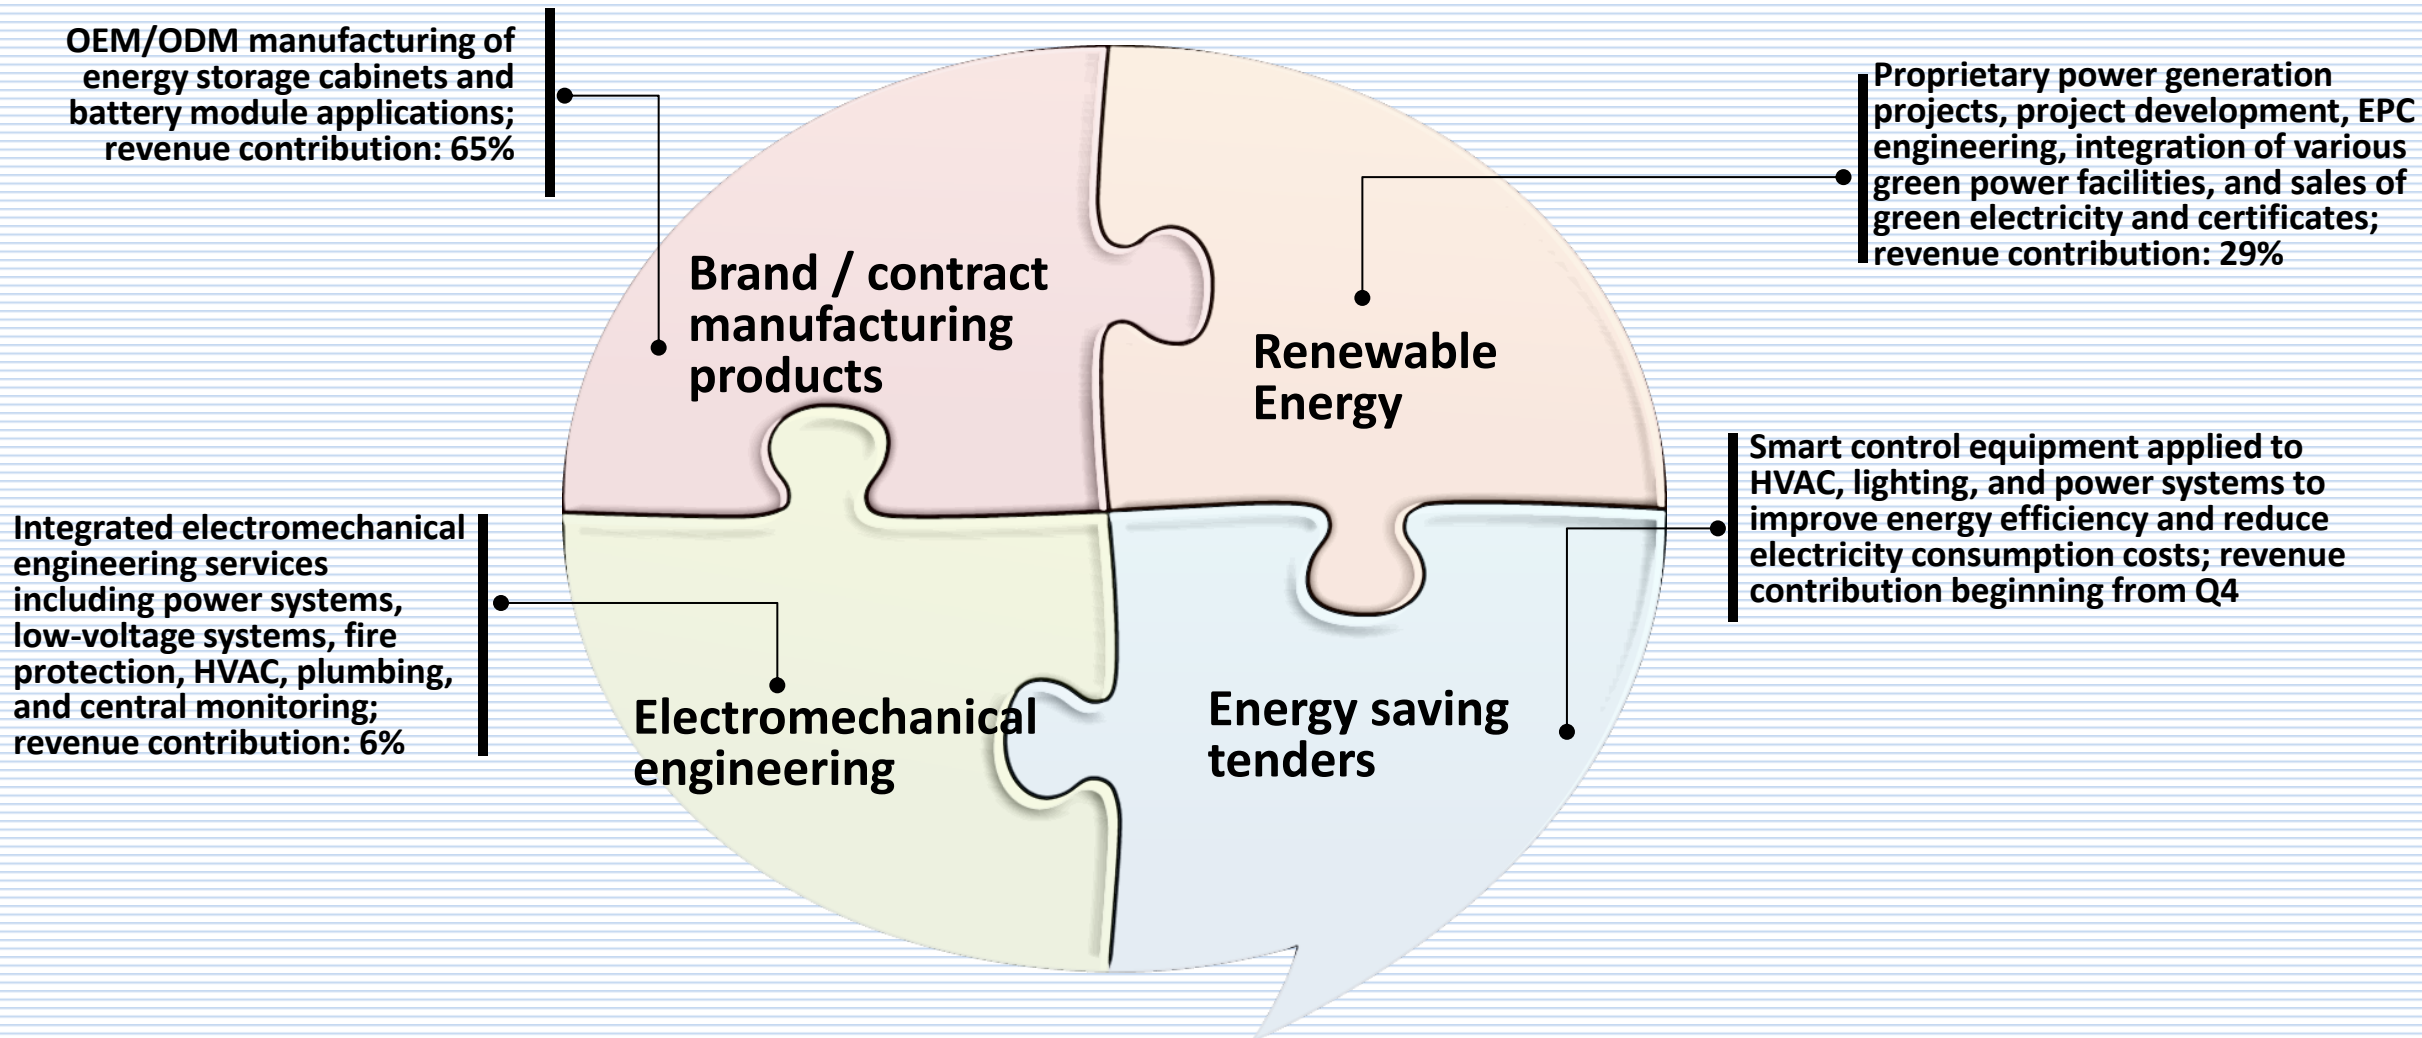 OEM/ODM manufacturing of
energy storage cabinets and
battery module applications;
revenue contribution: 65%
Proprietary power generation
projects, project development, EPC
engineering, integration of various
green power facilities, and sales of
green electricity and certificates;
revenue contribution: 29%
Brand / contract
manufacturing
products
Renewable
Energy
Smart control equipment applied to
HVAC, lighting, and power systems to
improve energy efficiency and reduce
electricity consumption costs; revenue
contribution beginning from Q4
Integrated electromechanical
engineering services
including power systems,
low-voltage systems, fire
protection, HVAC, plumbing,
and central monitoring;
revenue contribution: 6%
Electromechanical
engineering
Energy saving
tenders